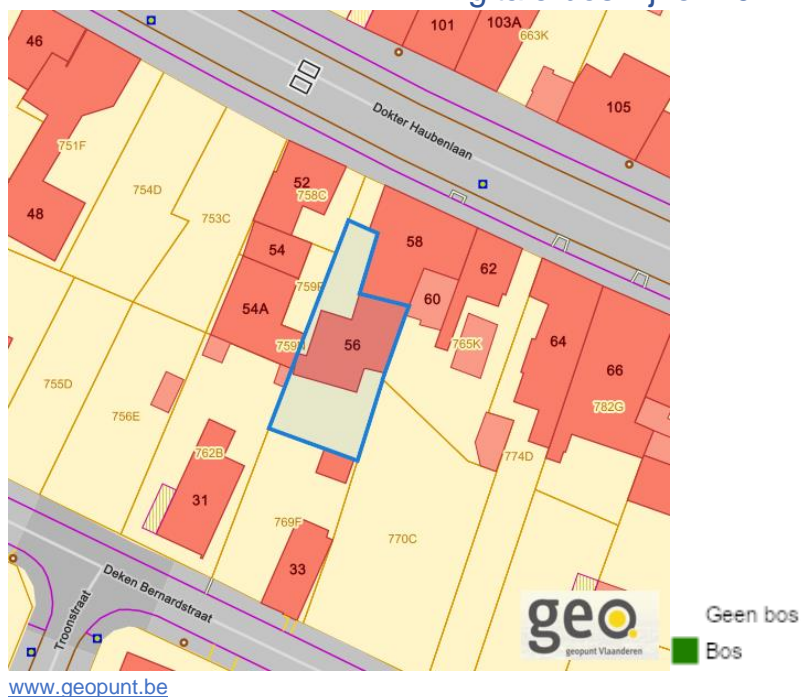 46
101
103A
663K
105
751F
Dokter Haubenlaan
754D
52
758C
48
753C
58
54
62
759P
60
54A
56
759N
765K
64
66
755D
756E
782G
762B
774D
31
769F
770C
33
Deken Bernardstraat
Troonstraat
geo
geopunt Vlaanderen
Geen bos
Bos
www.geopunt.be